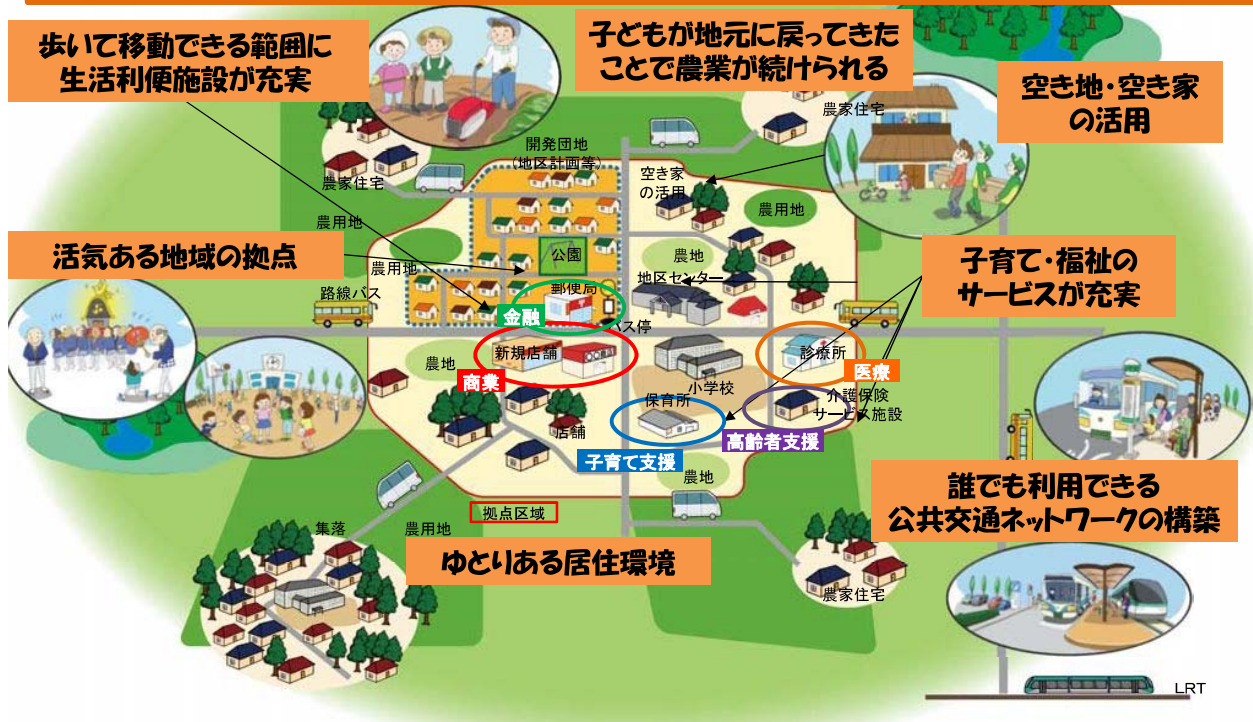 歩いて移動できる範囲に
生活利便施設が充実
子どもが地元に戻ってきた
ことで農業が続けられる
空き地・空き家
の活用
農家住宅
開発団地
(地区計画等)
農家住宅
空き家
の活用
農用地
農用地
活気ある地域の拠点
農用地
公園
農地
地区センター
子育て・福祉の
サービスが充実
路線バス
郵便局
金融
バス停
農地
新規店舗
商業
診療所
医療
小学校
保育所
介護保険
サービス施設
店舗
子育て支援
高齢者支援
農地
誰でも利用できる
公共交通ネットワークの構築
拠点区域
集落
農用地
ゆとりある居住環境
農家住宅
LRT